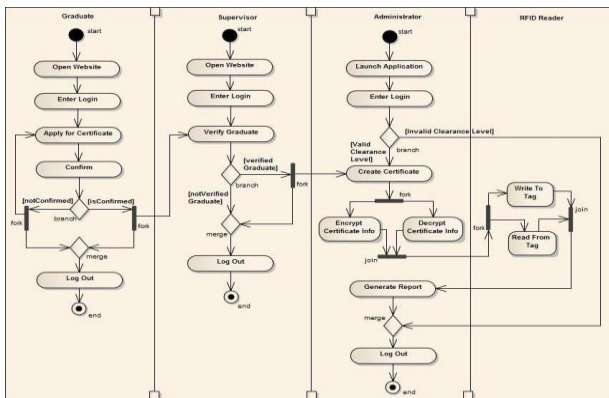 Graduate
start
Open Website
Enter Login
Apply for Certificate
Confirm
[notConfirmed]
[isConfirmed]
branch
fork
fork
merge
Log Out
end
Supervisor
start
Open Website
Enter Login
Verify Graduate
[verified
Graduate]
branch
[notVerified
Graduate]
fork
merge
Log Out
end
Administrator
start
Launch Application
Enter Login
[Invalid Clearance Level]
[Valid
Clearance
Level]
branch
Create Certificate
fork
Encrypt
Certificate Info
Decrypt
Certificate Info
join
Generate Report
merge
Log Out
end
RFID Reader
Write To
Tag
fork
join
Read From
Tag